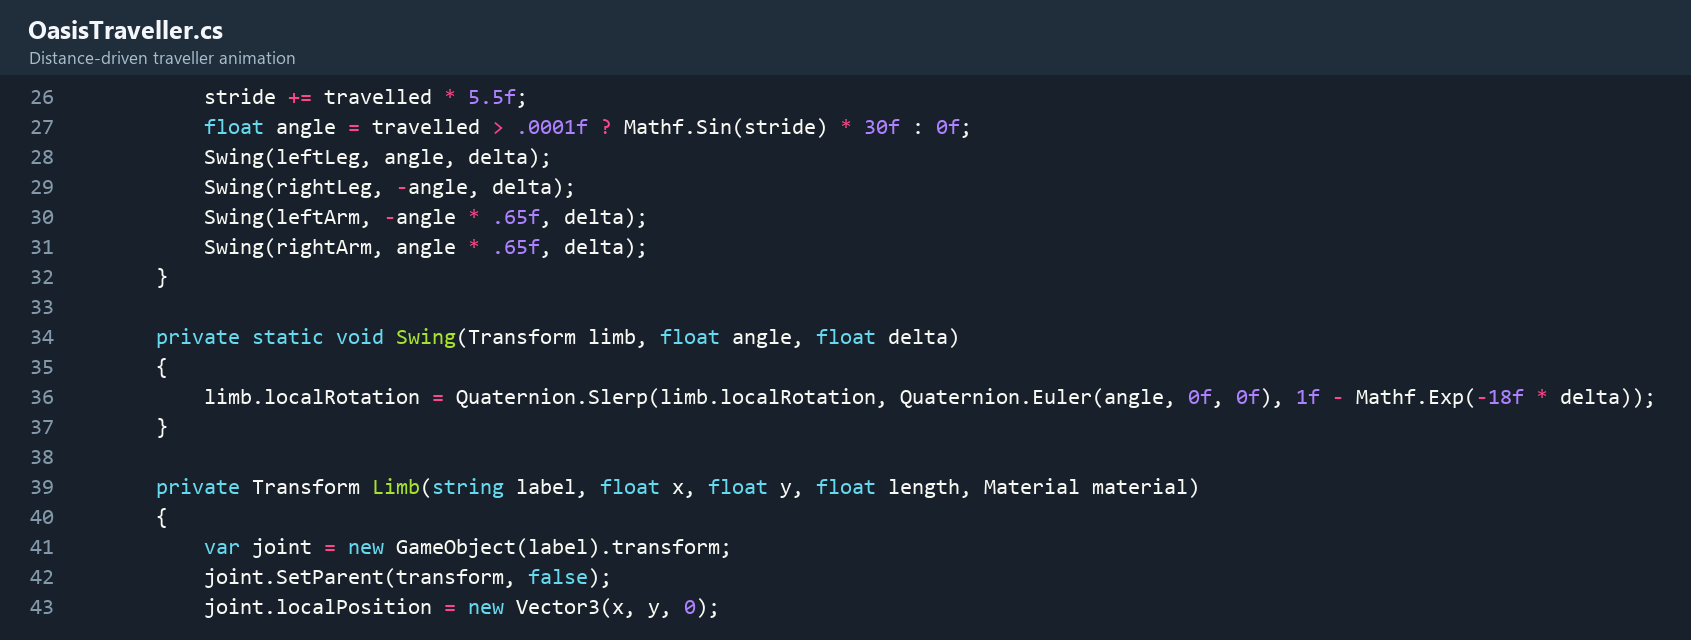 OasisTraveller.cs
Distance-driven traveller animation
26 stride += travelled * 5.5f;
27 float angle = travelled > .0001f ? Mathf.Sin(stride) * 30f : 0f;
28 Swing(leftLeg, angle, delta);
29 Swing(rightLeg, -angle, delta);
30 Swing(leftArm, -angle * .65f, delta);
31 Swing(rightArm, angle * .65f, delta);
32 }
33
34 private static void Swing(Transform limb, float angle, float delta)
35 {
36 limb.localRotation = Quaternion.Slerp(limb.localRotation, Quaternion.Euler(angle, 0f, 0f), 1f - Mathf.Exp(-18f * delta));
37 }
38
39 private Transform Limb(string label, float x, float y, float length, Material material)
40 {
41 var joint = new GameObject(label).transform;
42 joint.SetParent(transform, false);
43 joint.localPosition = new Vector3(x, y, 0);